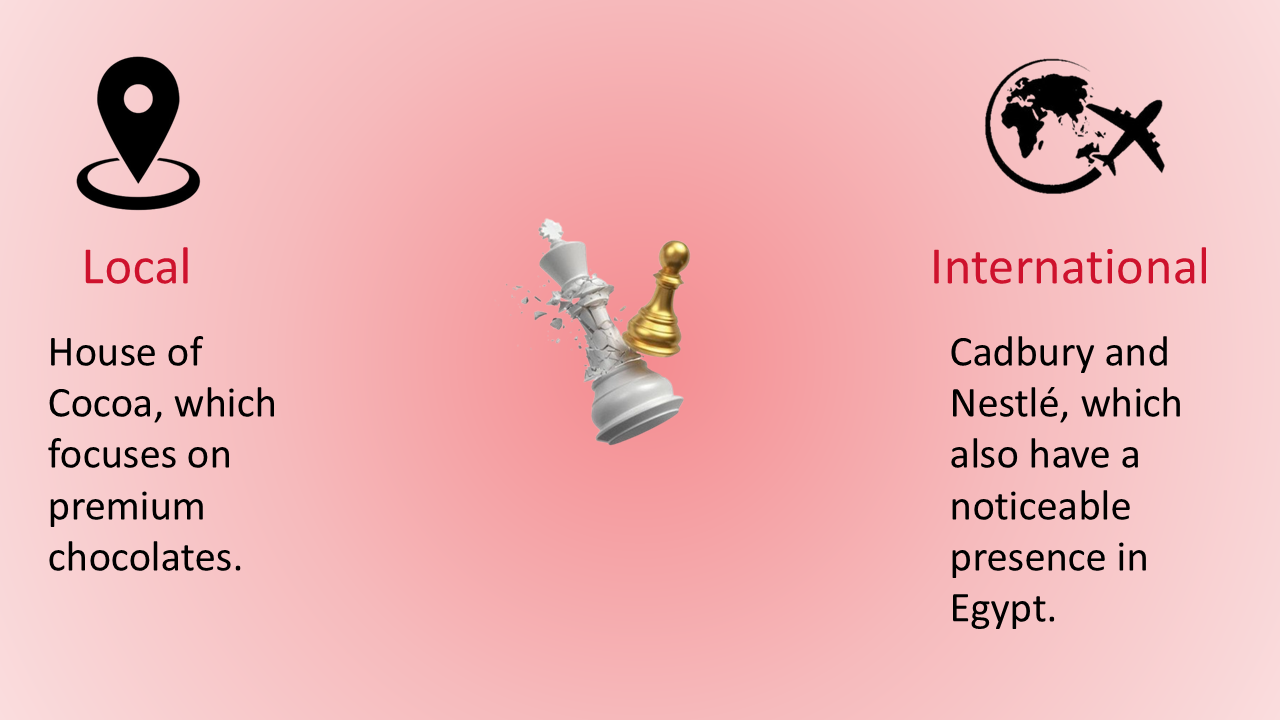 Local
House of
Cocoa, which
focuses on
premium
chocolates.
International
Cadbury and
Nestlé, which
also have a
noticeable
presence in
Egypt.